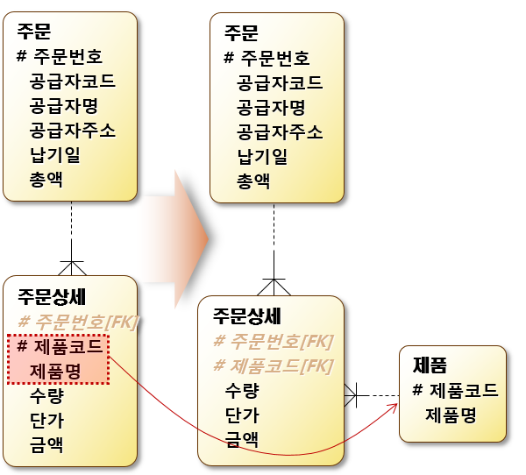 주문
# 주문번호
공급자코드
공급자명
공급자주소
납기일
총액
주문상세
# 주문번호[FK]
# 제품코드
제품명
수량
단가
금액
주문
# 주문번호
공급자코드
공급자명
공급자주소
납기일
총액
주문상세
# 주문번호[FK]
# 제품코드[FK]
수량
단가
금액
제품
# 제품코드
제품명